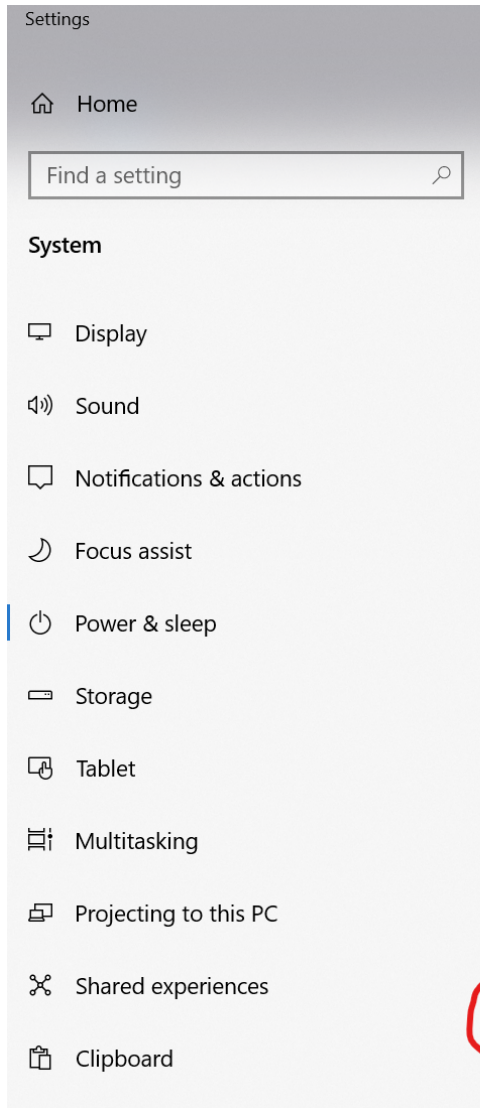 Settings
Home
Find a setting
System
Display
Sound
Notifications & actions
Focus assist
Power & sleep
Storage
Tablet
Multitasking
Projecting to this PC
Shared experiences
Clipboard